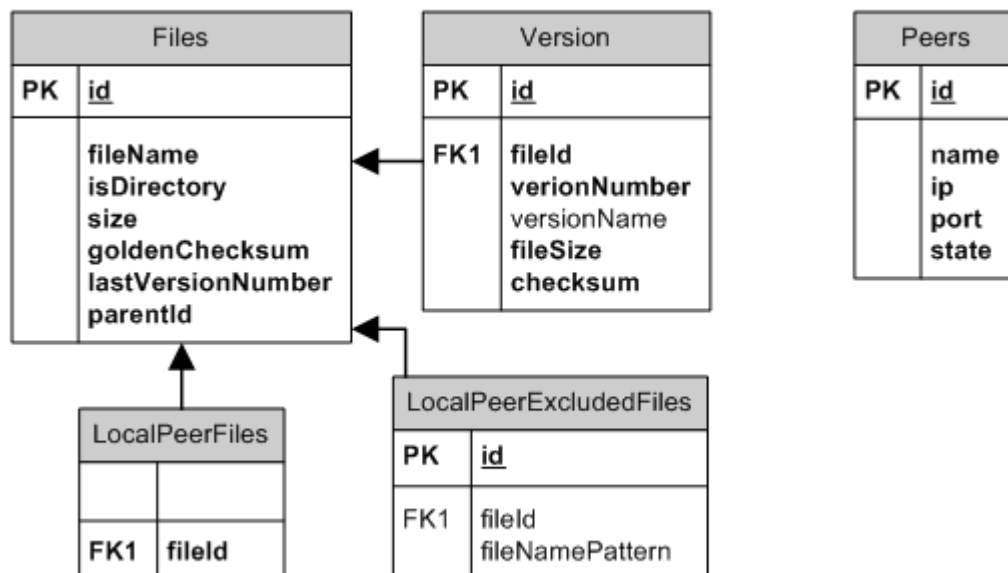 Files
PK id
fileName
isDirectory
size
goldenChecksum
lastVersionNumber
parentId
Version
PK id
FK1 fileId
verionNumber
versionName
fileSize
checksum
Peers
PK id
name
ip
port
state
LocalPeerFiles
FK1 fileId
LocalPeerExcludedFiles
PK id
FK1 fileId
fileNamePattern